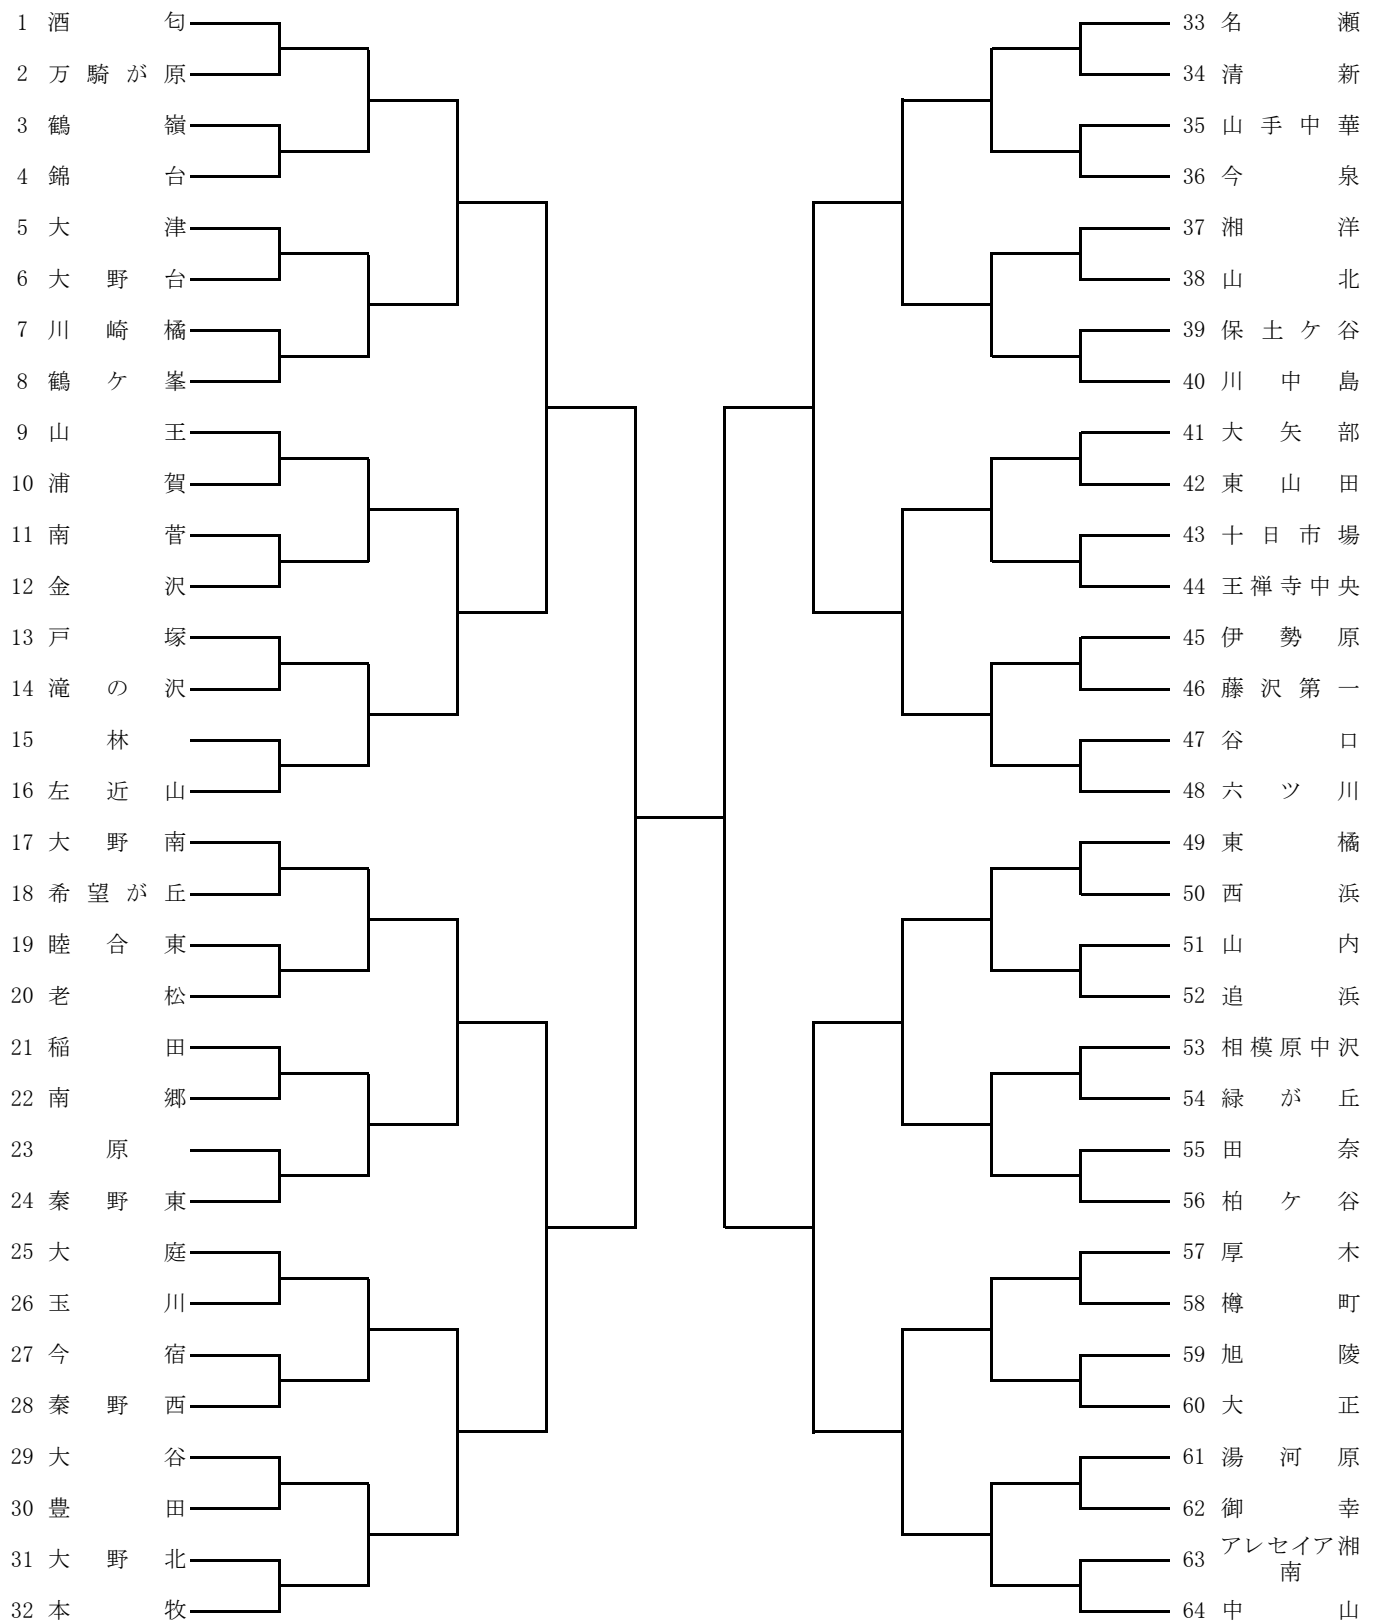 1 酒匂
2 万騎が原
3 鶴嶺
4 錦台
5 大津
6 大野台
7 川崎橘
8 鶴ケ峯
9 山王
10 浦賀
11 南菅
12 金沢
13 戸塚
14 滝の沢
15 林
16 左近山
17 大野南
18 希望が丘
19 睦合東
20 老松
21 稲田
22 南郷
23 原
24 秦野東
25 大庭
26 玉川
27 今宿
28 秦野西
29 大谷
30 豊田
31 大野北
32 本牧
33 名瀬
34 清新
35 山手中華
36 今泉
37 湘洋
38 山北
39 保土ケ谷
40 川中島
41 大矢部
42 東山田
43 十日市場
44 王禅寺中央
45 伊勢原
46 藤沢第一
47 谷口
48 六ツ川
49 東橘
50 西浜
51 山内
52 追浜
53 相模原中沢
54 緑が丘
55 田奈
56 柏ケ谷
57 厚木
58 樽町
59 旭陵
60 大正
61 湯河原
62 御幸
63 アレセイア湘
南
64 中山